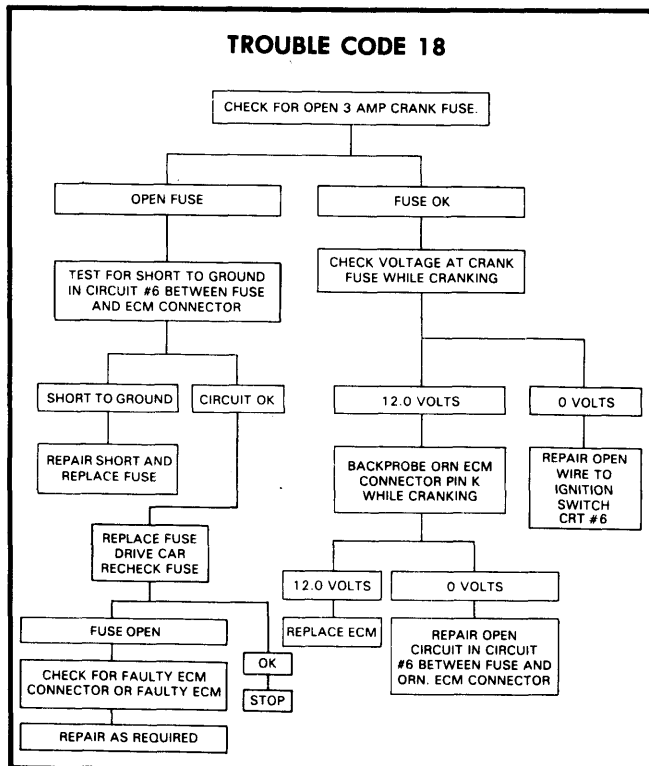 TROUBLE CODE 18
CHECK FOR OPEN 3 AMP CRANK FUSE.
OPEN FUSE
FUSE OK
TEST FOR SHORT TO GROUND
IN CIRCUIT #6 BETWEEN FUSE
AND ECM CONNECTOR
CHECK VOLTAGE AT CRANK
FUSE WHILE CRANKING
SHORT TO GROUND
CIRCUIT OK
12.0 VOLTS
0 VOLTS
REPAIR SHORT AND
REPLACE FUSE
BACKPROBE ORN ECM
CONNECTOR PIN K
WHILE CRANKING
REPAIR OPEN
WIRE TO
IGNITION
SWITCH
CRT #6
REPLACE FUSE
DRIVE CAR
RECHECK FUSE
12.0 VOLTS
0 VOLTS
FUSE OPEN
OK
REPLACE ECM
REPAIR OPEN
CIRCUIT IN CIRCUIT
#6 BETWEEN FUSE AND
ORN. ECM CONNECTOR
CHECK FOR FAULTY ECM
CONNECTOR OR FAULTY ECM
STOP
REPAIR AS REQUIRED